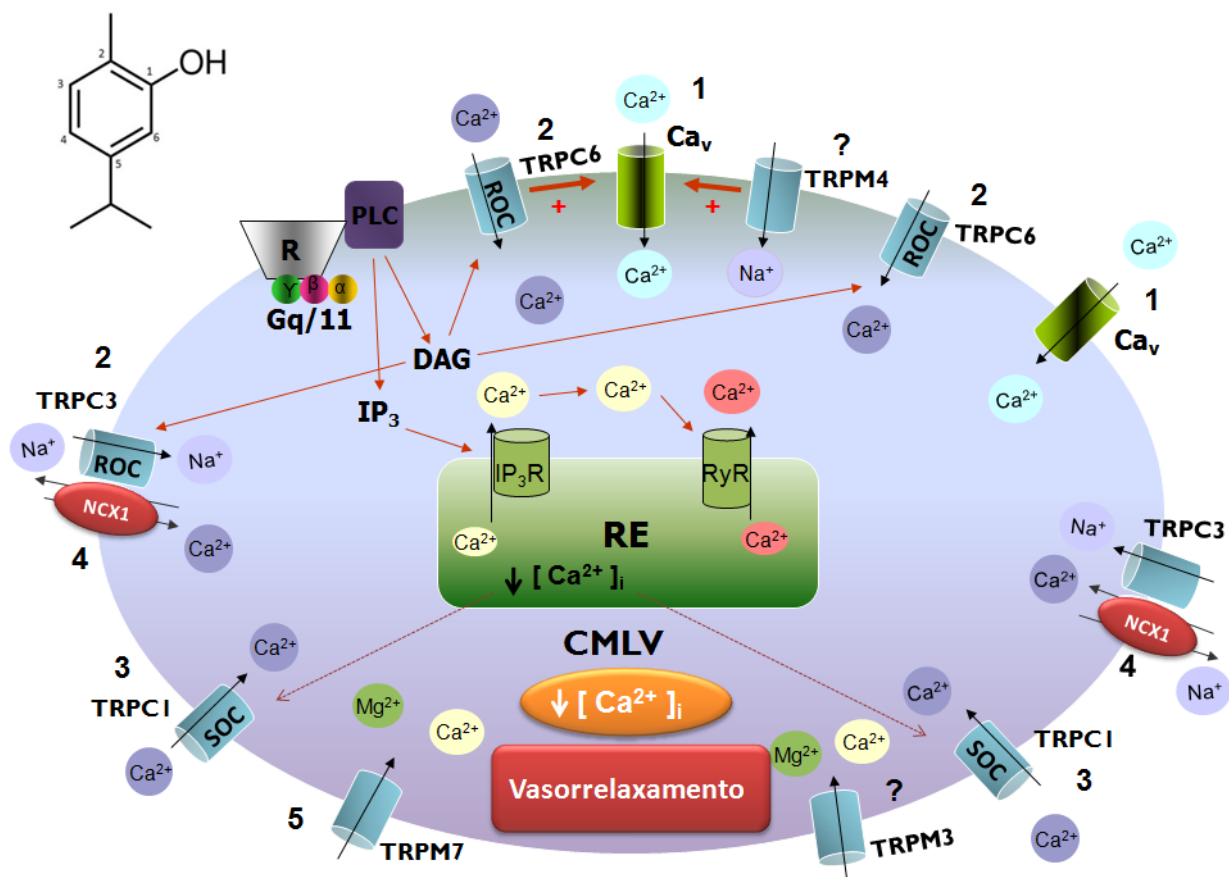 OH
1
2
3
4
5
6
Ca²⁺
2
TRPC6
ROC
+
Ca²⁺
1
Caᵥ
Ca²⁺
+
?
TRPM4
Na⁺
2
TRPC6
ROC
Ca²⁺
Ca²⁺
1
Caᵥ
Ca²⁺
PLC
R
γ β α
Gq/11
Ca²⁺
DAG
IP₃
2
TRPC3
Na⁺
ROC
Na⁺
NCX1
4
Ca²⁺
Ca²⁺
Ca²⁺
Ca²⁺
IP₃R
RyR
Ca²⁺
RE
Ca²⁺
↓ [ Ca²⁺ ]ᵢ
Na⁺
TRPC3
Ca²⁺
NCX1
4
Na⁺
CMLV
↓ [ Ca²⁺ ]ᵢ
Vasorrelaxamento
3
TRPC1
Ca²⁺
SOC
Ca²⁺
Mg²⁺
Ca²⁺
5
TRPM7
Mg²⁺
Ca²⁺
?
TRPM3
Ca²⁺
SOC
TRPC1
3
Ca²⁺